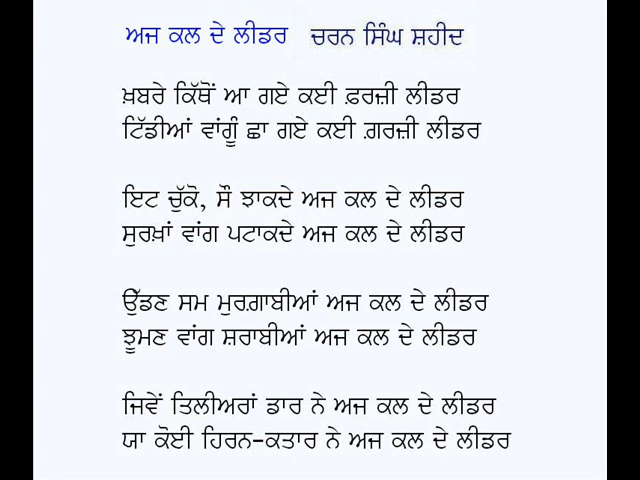 ਅਜ ਕਲ ਦੇ ਲੀਡਰ ਚਰਨ ਸਿੰਘ ਸ਼ਹੀਦ
ਖ਼ਬਰੇ ਕਿੱਥੋਂ ਆ ਗਏ ਕਈ ਫ਼ਰਜ਼ੀ ਲੀਡਰ
ਟਿੱਡੀਆਂ ਵਾਂਗੂੰ ਛਾ ਗਏ ਕਈ ਗ਼ਰਜ਼ੀ ਲੀਡਰ
ਇਟ ਚੁੱਕੋ, ਸੌ ਝਾਕਦੇ ਅਜ ਕਲ ਦੇ ਲੀਡਰ
ਸੁਰਖ਼ਾਂ ਵਾਂਗ ਪਟਾਕਦੇ ਅਜ ਕਲ ਦੇ ਲੀਡਰ
ਉੱਡਣ ਸਮ ਮੁਰਗ਼ਾਬੀਆਂ ਅਜ ਕਲ ਦੇ ਲੀਡਰ
ਝੂਮਣ ਵਾਂਗ ਸ਼ਰਾਬੀਆਂ ਅਜ ਕਲ ਦੇ ਲੀਡਰ
ਜਿਵੇਂ ਤਿਲੀਅਰਾਂ ਡਾਰ ਨੇ ਅਜ ਕਲ ਦੇ ਲੀਡਰ
ਯਾ ਕੋਈ ਹਿਰਨ-ਕਤਾਰ ਨੇ ਅਜ ਕਲ ਦੇ ਲੀਡਰ